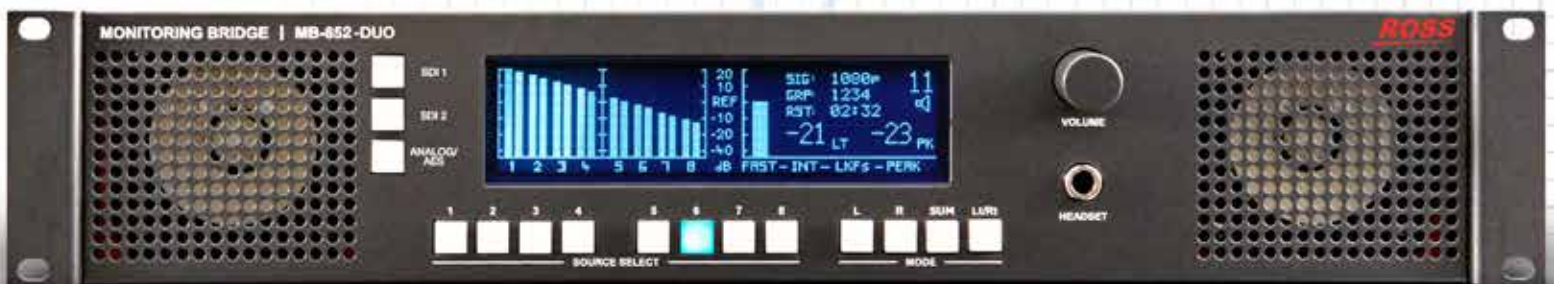 MONITORING BRIDGE | MB-652-DUO
ROSS
SDI 1
SDI 2
ANALOG/
AES
20
10
REF
-10
-20
-40
dB
1 2 3 4 5 6 7 8
SIG: 1080P
GRP: 1234
RST: 02:32
11
-21 LT -23 PK
FAST - INT - LKFS - PEAK
VOLUME
HEADSET
1 2 3 4 5 6 7 8
SOURCE SELECT
L R SUM Lt/Rt
MODE